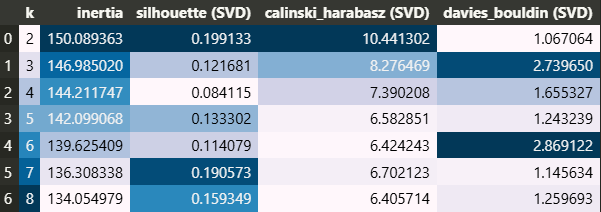 k inertia silhouette (SVD) calinski_harabasz (SVD) davies_bouldin (SVD)
0 2 150.089363 0.199133 10.441302 1.067064
1 3 146.985020 0.121681 8.276469 2.739650
2 4 144.211747 0.084115 7.390208 1.655327
3 5 142.099068 0.133302 6.582851 1.243239
4 6 139.625409 0.114079 6.424243 2.869122
5 7 136.308338 0.190573 6.702123 1.145634
6 8 134.054979 0.159349 6.405714 1.259693